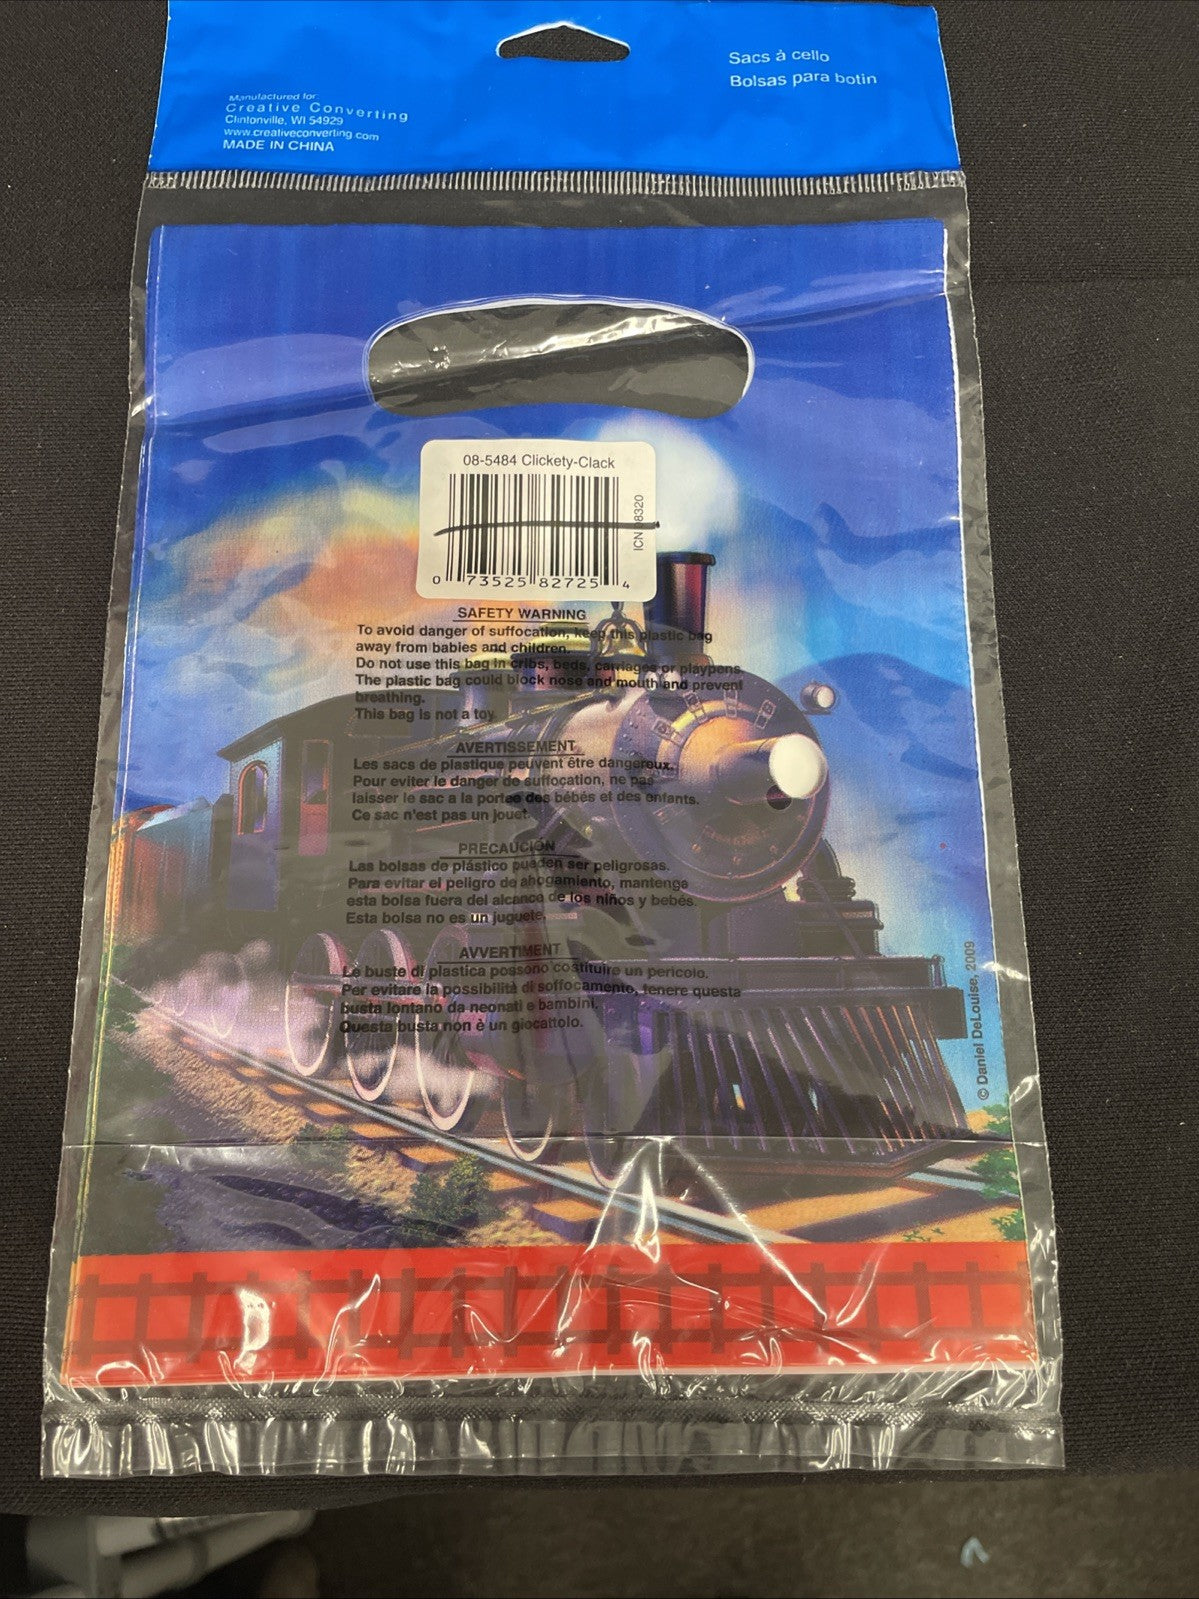 Manufactured for:
Creative Converting
Clintonville, WI 54929
www.creativeconverting.com
MADE IN CHINA
Sacs à cello
Bolsas para botin
08-5484 Clickety-Clack
ICN 98320
0 73525 82725 4
SAFETY WARNING
To avoid danger of suffocation, keep this plastic bag
away from babies and children.
Do not use this bag in cribs, beds, carriages or playpens.
The plastic bag could block nose and mouth and prevent
breathing.
This bag is not a toy.
AVERTISSEMENT
Les sacs de plastique peuvent être dangereux.
Pour eviter le danger de suffocation, ne pas
laisser le sac a la portee des bébés et des enfants.
Ce sac n'est pas un jouet.
PRECAUCIÓN
Las bolsas de plástico pueden ser peligrosas.
Para evitar el peligro de ahogamiento, mantenga
esta bolsa fuera del alcance de los niños y bebés.
Esta bolsa no es un juguete.
AVVERTIMENT
Le buste di plastica possono costituire un pericolo.
Per evitare la possibilità di soffocamento, tenere questa
busta lontano da neonati e bambini.
Questa busta non è un giocattolo.
© Daniel DeLouise, 2009